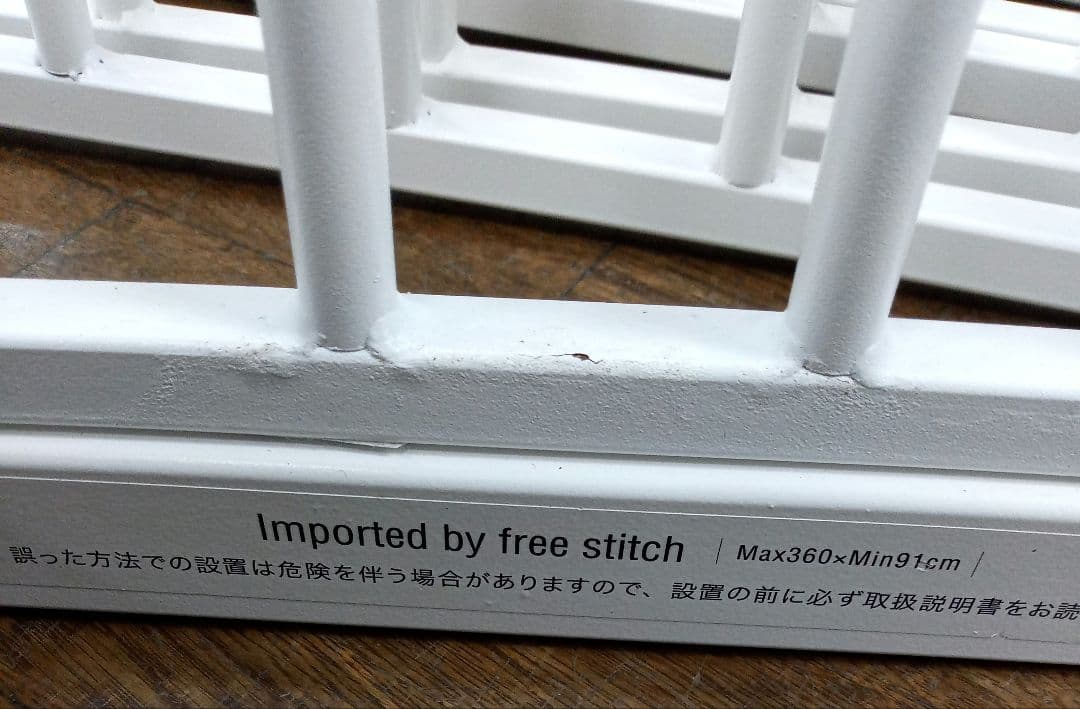 Imported by free stitch | Max360×Min91cm |
誤った方法での設置は危険を伴う場合がありますので、設置の前に必ず取扱説明書をお読